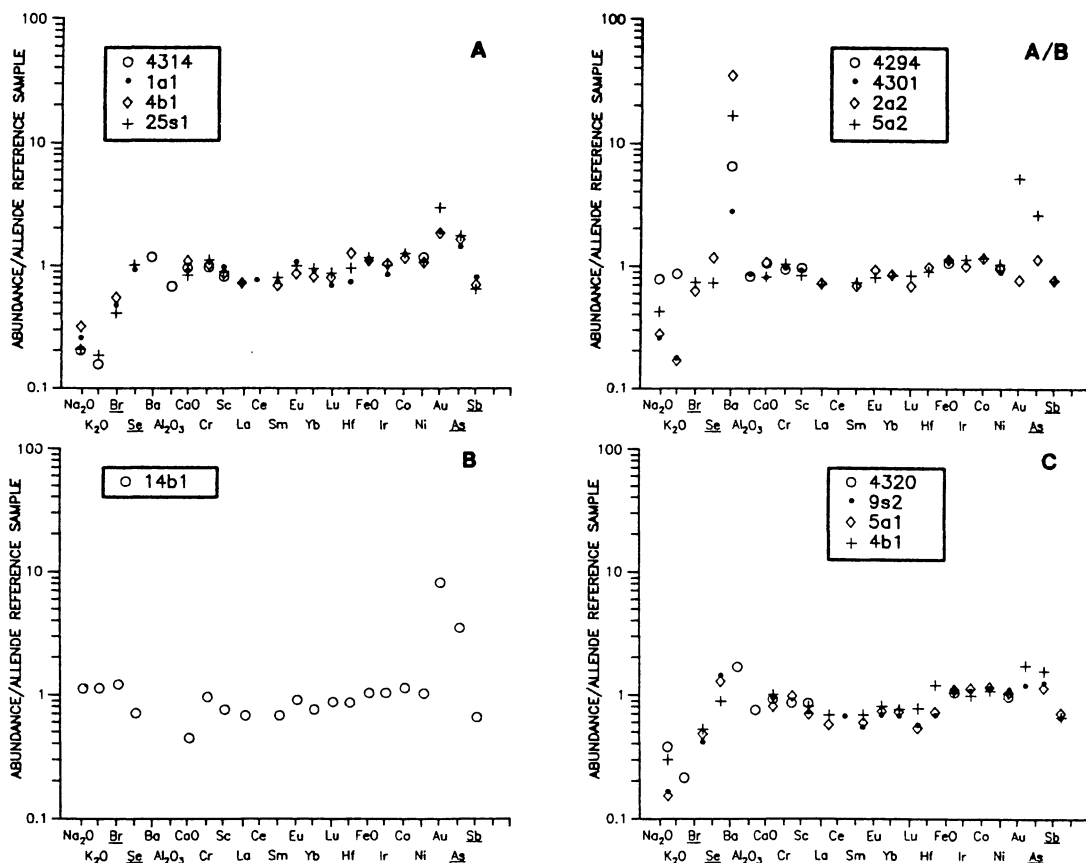 ABUNDANCE/ALLENDE REFERENCE SAMPLE
100
10
1
0.1
A
4314
1a1
4b1
25s1
Na₂O Br Ba CaO Sc Ce Eu Lu FeO Co Au Sb
K₂O Se Al₂O₃ Cr La Sm Yb Hf Ir Ni As
ABUNDANCE/ALLENDE REFERENCE SAMPLE
100
10
1
0.1
A/B
4294
4301
2a2
5a2
Na₂O Br Ba CaO Sc Ce Eu Lu FeO Co Au Sb
K₂O Se Al₂O₃ Cr La Sm Yb Hf Ir Ni As
ABUNDANCE/ALLENDE REFERENCE SAMPLE
100
10
1
0.1
B
14b1
Na₂O Br Ba CaO Sc Ce Eu Lu FeO Co Au Sb
K₂O Se Al₂O₃ Cr La Sm Yb Hf Ir Ni As
ABUNDANCE/ALLENDE REFERENCE SAMPLE
100
10
1
0.1
C
4320
9s2
5a1
4b1
Na₂O Br Ba CaO Sc Ce Eu Lu FeO Co Au Sb
K₂O Se Al₂O₃ Cr La Sm Yb Hf Ir Ni As